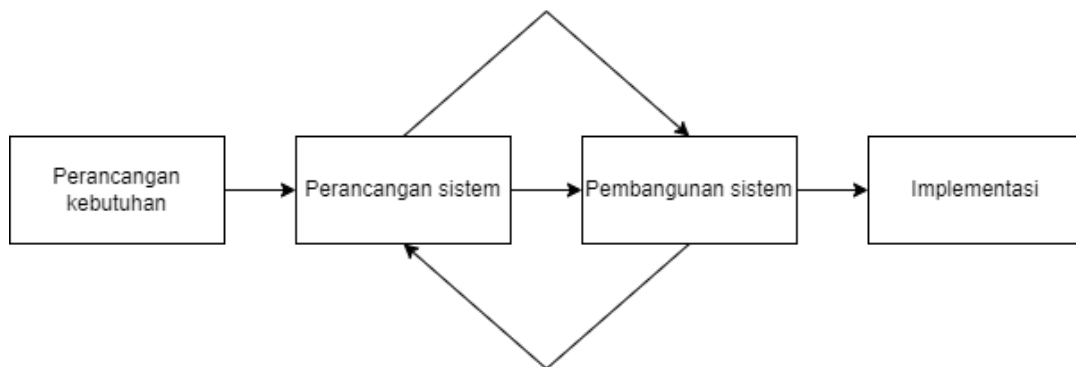 Perancangan
kebutuhan
Perancangan sistem
Pembangunan sistem
Implementasi